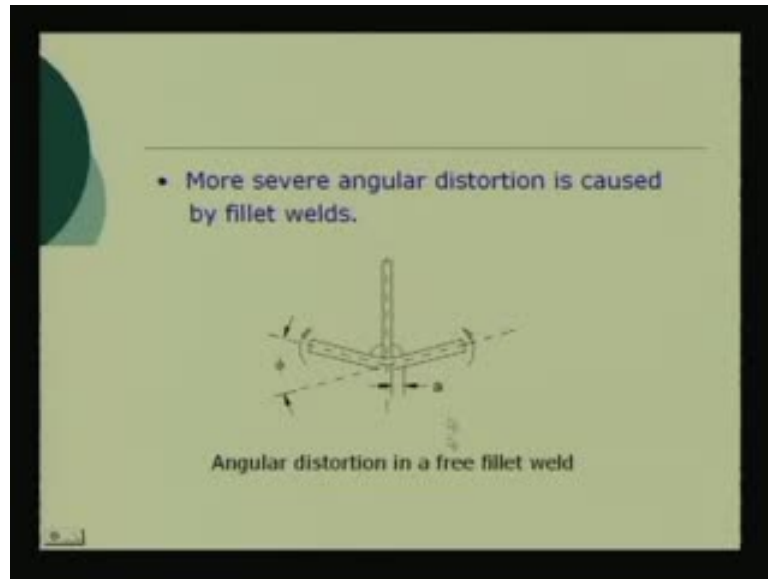 • More severe angular distortion is caused
by fillet welds.
ϕ
a
Angular distortion in a free fillet weld